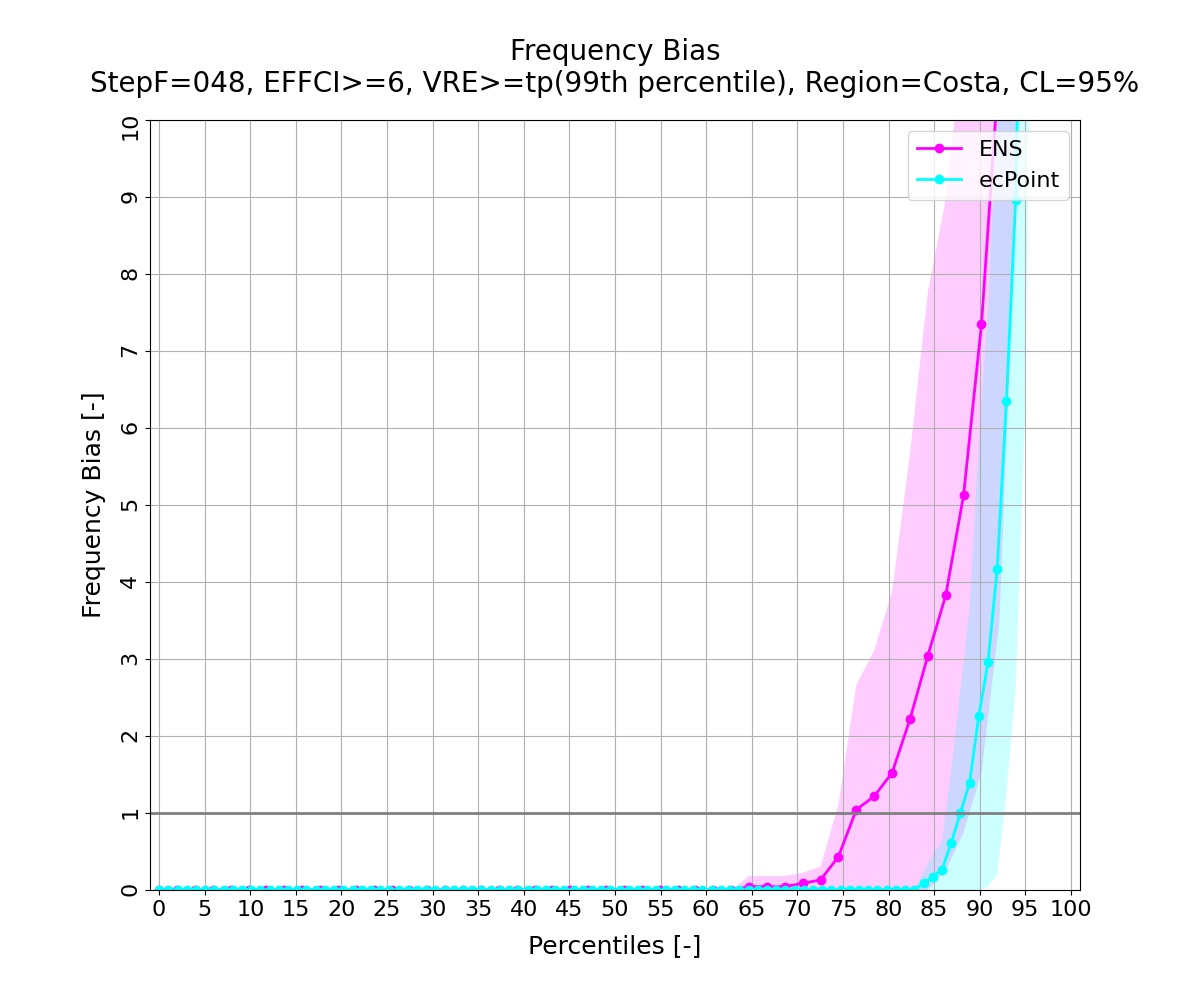 Frequency Bias
StepF=048, EFFCI>=6, VRE>=tp(99th percentile), Region=Costa, CL=95%
10
9
8
7
6
5
4
3
2
1
0
Frequency Bias [-]
ENS
ecPoint
0 5 10 15 20 25 30 35 40 45 50 55 60 65 70 75 80 85 90 95 100
Percentiles [-]